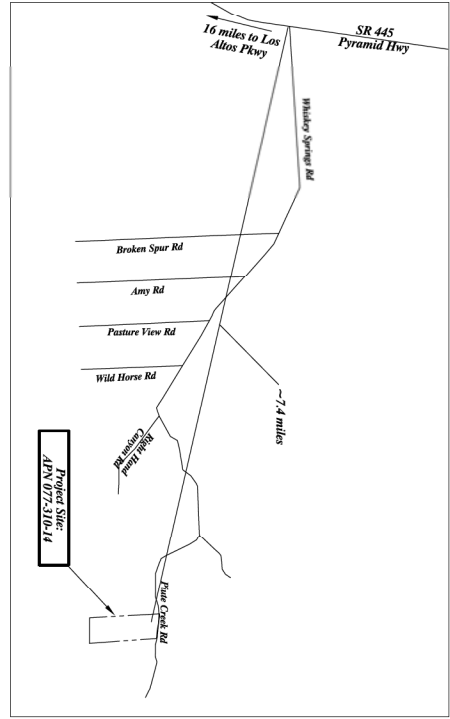 SR 445
Pyramid Hwy
16 miles to Los
Altos Pkwy
Whiskey Springs Rd
Broken Spur Rd
Amy Rd
Pasture View Rd
Wild Horse Rd
~7.4 miles
Right Hand
Canyon Rd
Project Site:
APN 077-310-14
Piute Creek Rd